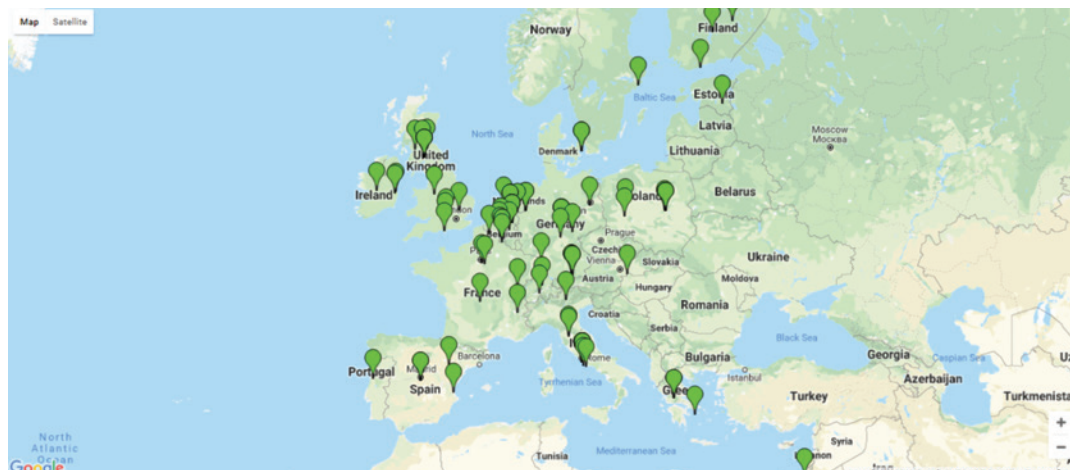 Map
Satellite
Norway
Finland
Estonia
Baltic Sea
Latvia
Moscow
Москва
North Sea
Denmark
Lithuania
United
Kingdom
Ireland
Belarus
Belgium
Germany
Prague
Czech
Vienna
Slovakia
Ukraine
Austria
Hungary
Moldova
France
Croatia
Romania
Serbia
Black Sea
Bulgaria
Georgia
Caspian Sea
Barcelona
Istanbul
Portugal
Madrid
Spain
Rome
Tyrrhenian Sea
Azerbaijan
Turkey
Turkmenista
North
Atlantic
Ocean
Google
Tunisia
Mediterranean Sea
Syria
+
−